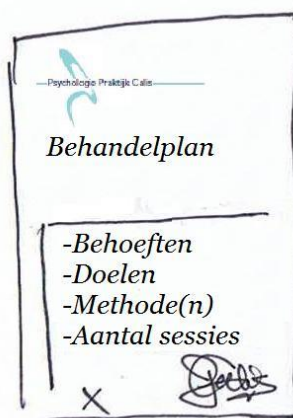 Psychologie Praktijk Calis
Behandelplan
-Behoeften
-Doelen
-Methode(n)
-Aantal sessies
X